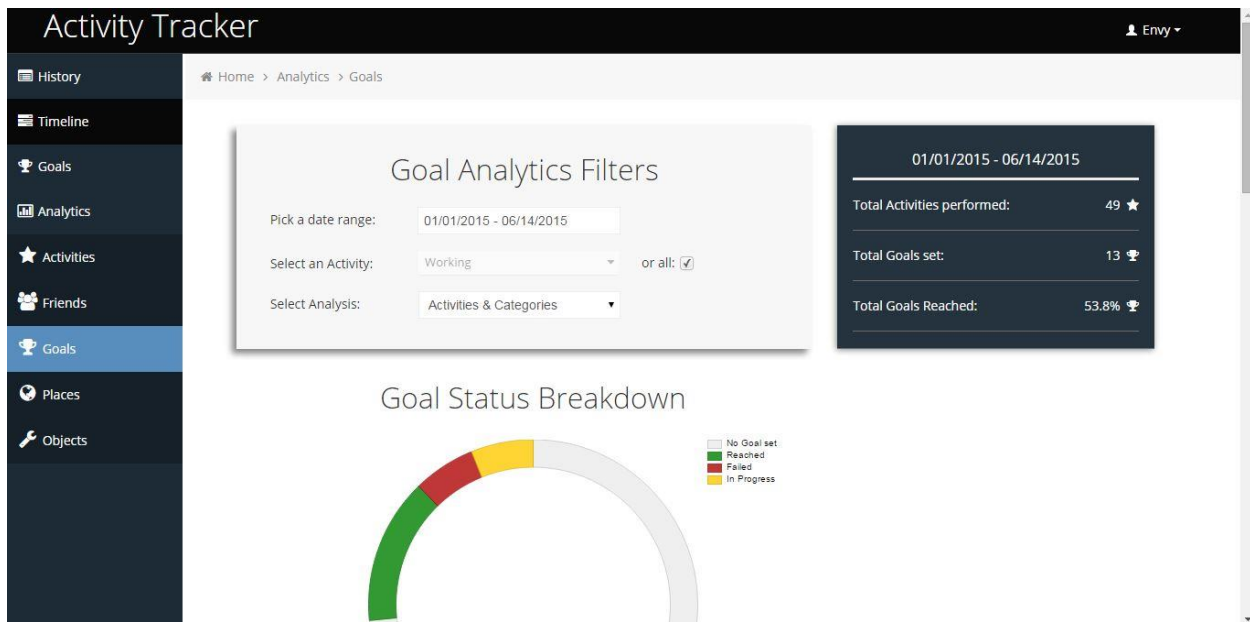 Activity Tracker
Envy
History
Timeline
Goals
Analytics
Activities
Friends
Goals
Places
Objects
Home > Analytics > Goals
Goal Analytics Filters
Pick a date range: 01/01/2015 - 06/14/2015
Select an Activity: Working or all:
Select Analysis: Activities & Categories
01/01/2015 - 06/14/2015
Total Activities performed: 49
Total Goals set: 13
Total Goals Reached: 53.8%
Goal Status Breakdown
No Goal set
Reached
Failed
In Progress